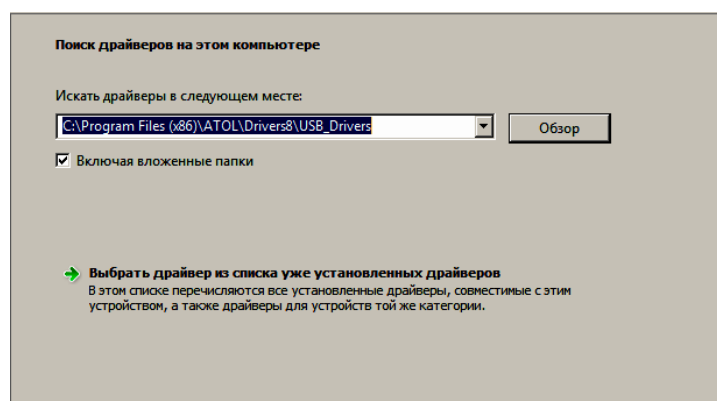 Поиск драйверов на этом компьютере
Искать драйверы в следующем месте:
C:\Program Files (x86)\ATOL\Drivers8\USB_Drivers
Обзор
Включая вложенные папки
Выбрать драйвер из списка уже установленных драйверов
В этом списке перечисляются все установленные драйверы, совместимые с этим
устройством, а также драйверы для устройств той же категории.